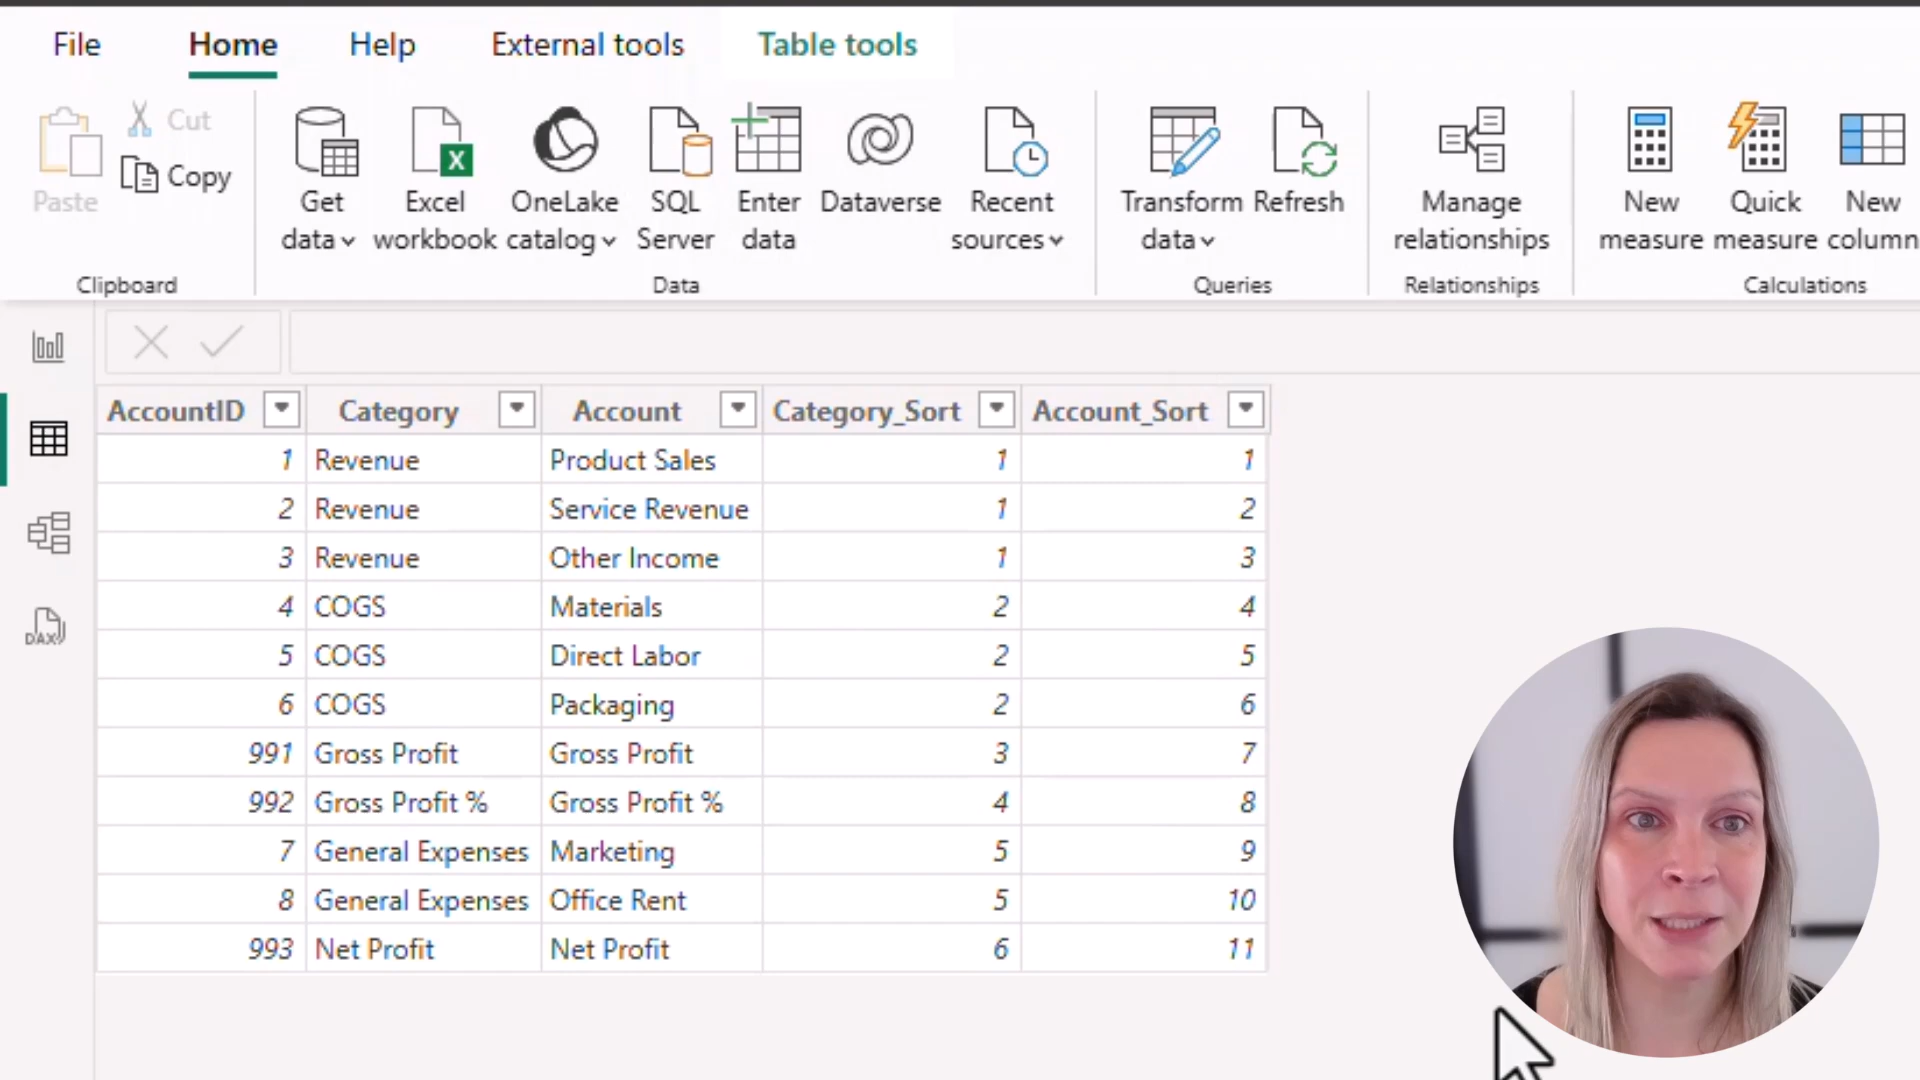 File Home Help External tools Table tools
Paste Cut Copy
Get data Excel workbook OneLake catalog SQL Server Enter data Dataverse Recent sources Transform data Refresh Manage relationships New measure Quick measure New column
Clipboard Data Queries Relationships Calculations
AccountID Category Account Category_Sort Account_Sort
1 Revenue Product Sales 1 1
2 Revenue Service Revenue 1 2
3 Revenue Other Income 1 3
4 COGS Materials 2 4
5 COGS Direct Labor 2 5
6 COGS Packaging 2 6
991 Gross Profit Gross Profit 3 7
992 Gross Profit % Gross Profit % 4 8
7 General Expenses Marketing 5 9
8 General Expenses Office Rent 5 10
993 Net Profit Net Profit 6 11
DAX
X